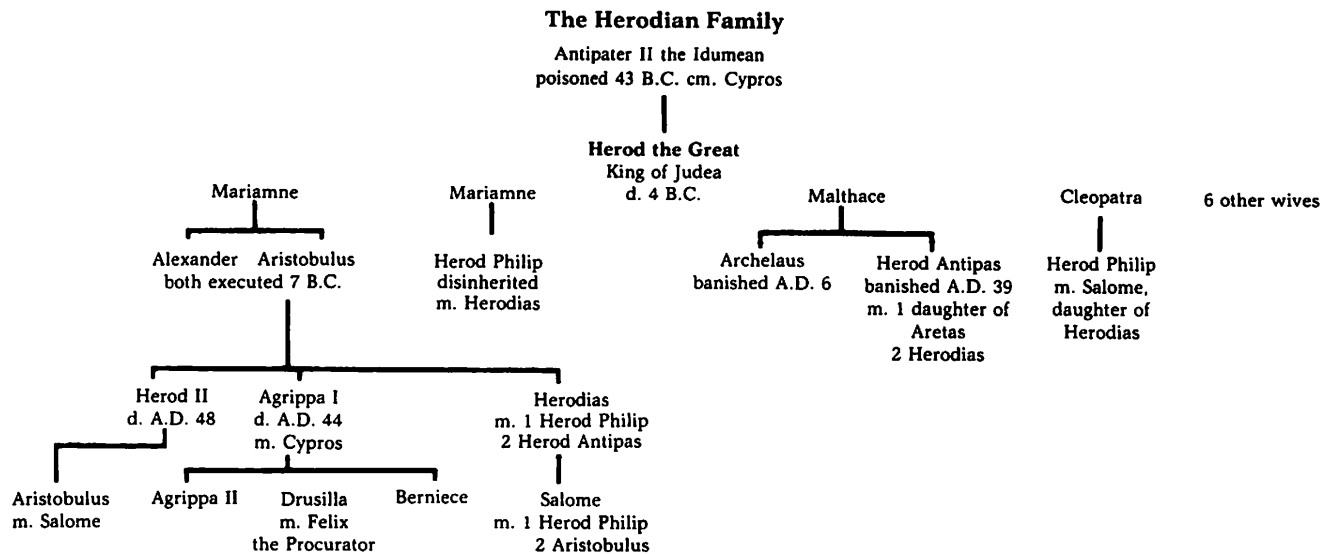 The Herodian Family
Antipater II the Idumean
poisoned 43 B.C. cm. Cypros
Herod the Great
King of Judea
d. 4 B.C.
Mariamne
Mariamne
Malthace
Cleopatra
6 other wives
Alexander Aristobulus
both executed 7 B.C.
Herod Philip
disinherited
m. Herodias
Archelaus
banished A.D. 6
Herod Antipas
banished A.D. 39
m. 1 daughter of
Aretas
2 Herodias
Herod Philip
m. Salome,
daughter of
Herodias
Herod II
d. A.D. 48
Agrippa I
d. A.D. 44
m. Cypros
Herodias
m. 1 Herod Philip
2 Herod Antipas
Aristobulus
m. Salome
Agrippa II
Drusilla
m. Felix
the Procurator
Berniece
Salome
m. 1 Herod Philip
2 Aristobulus